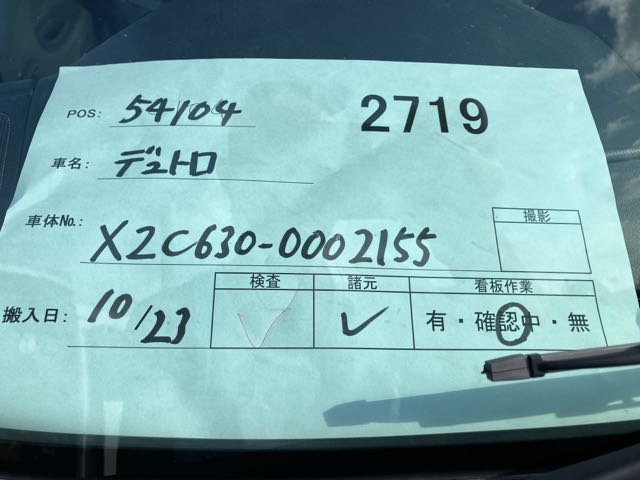 POS: 54104
2719
車名: デュトロ
車体No.: XZC630-0002155
撮影
搬入日: 10/23
検査 諸元 看板作業
✓ ✓ 有・確認中・無